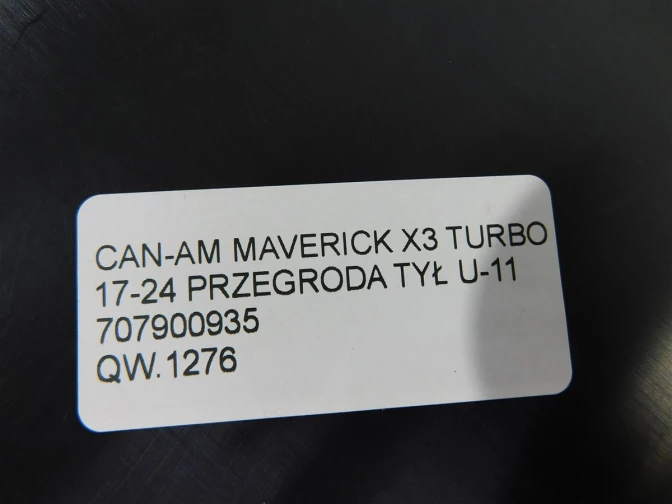 CAN-AM MAVERICK X3 TURBO
17-24 PRZEGRODA TYŁ U-11
707900935
QW.1276